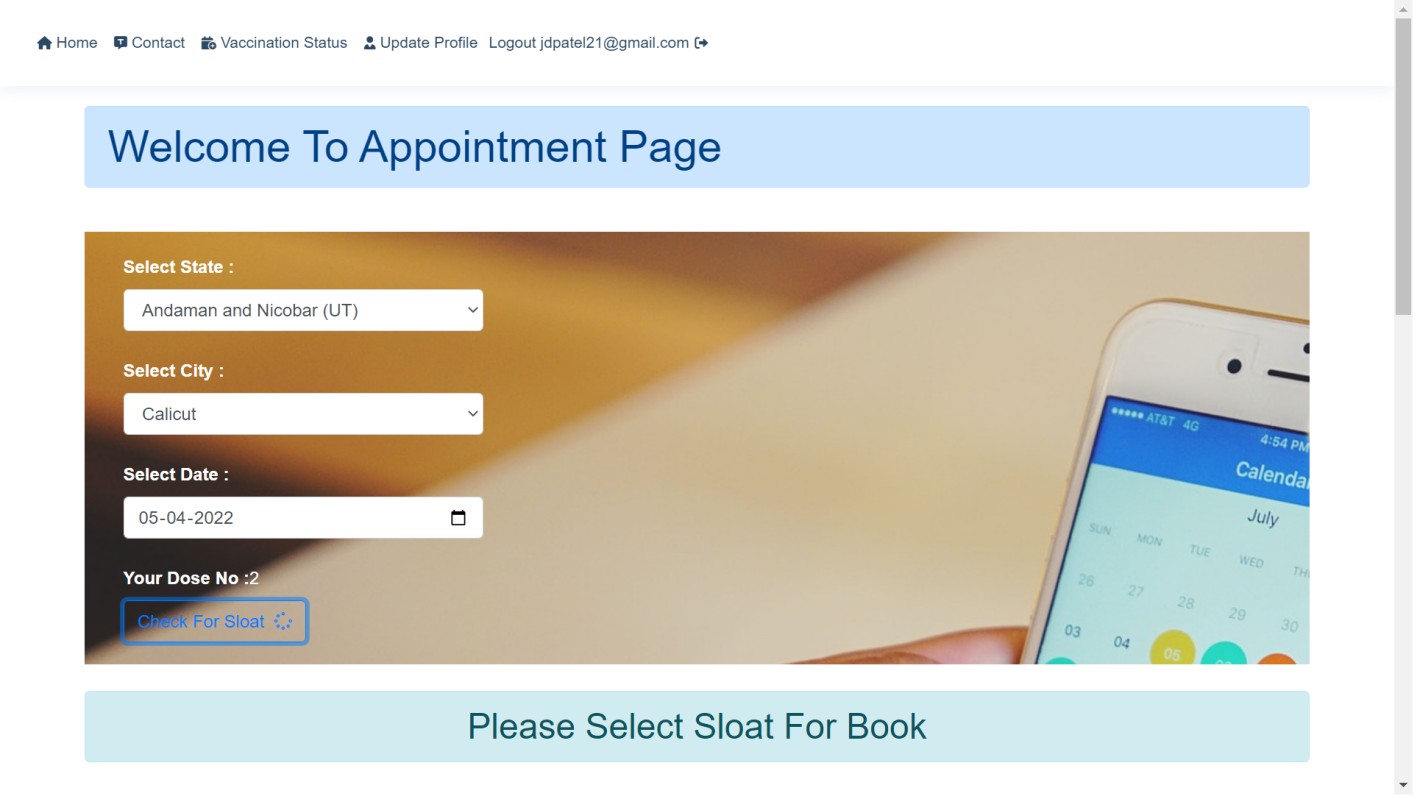 Home Contact Vaccination Status Update Profile Logout jdpatel21@gmail.com
Welcome To Appointment Page
Select State :
Andaman and Nicobar (UT)
Select City :
Calicut
Select Date :
05-04-2022
Your Dose No :2
Check For Sloat
AT&T 4G
4:54 PM
Calendar
July
SUN MON TUE WED TH
26 27 28 29 30
03 04 05
Please Select Sloat For Book